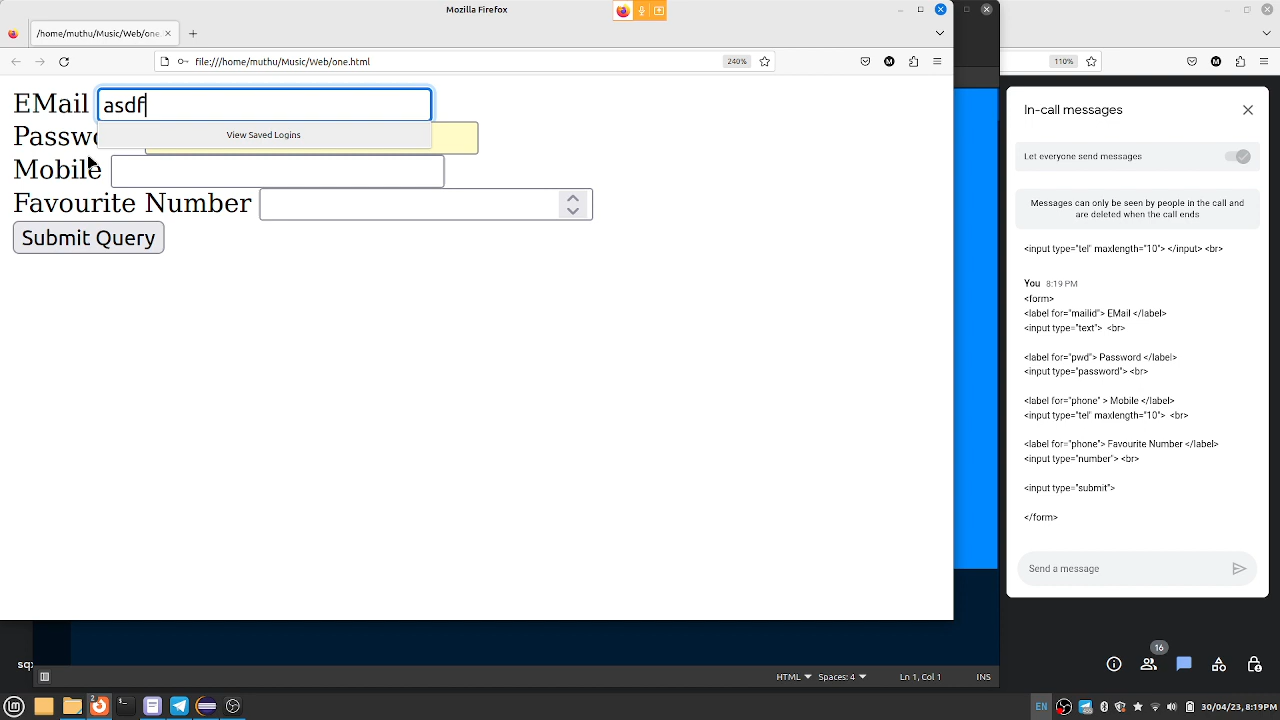 Mozilla Firefox
/home/muthu/Music/Web/one.
file:///home/muthu/Music/Web/one.html
240%
110%
EMail asdf
View Saved Logins
Passwo
Mobile
Favourite Number
Submit Query
In-call messages
Let everyone send messages
Messages can only be seen by people in the call and
are deleted when the call ends
<input type="tel" maxlength="10"> </input> <br>
You 8:19 PM
<form>
<label for="mailid"> EMail </label>
<input type="text"> <br>
<label for="pwd"> Password </label>
<input type="password"> <br>
<label for="phone" > Mobile </label>
<input type="tel" maxlength="10"> <br>
<label for="phone"> Favourite Number </label>
<input type="number"> <br>
<input type="submit">
</form>
Send a message
16
HTML Spaces: 4 Ln 1, Col 1 INS
2
EN
30/04/23, 8:19PM